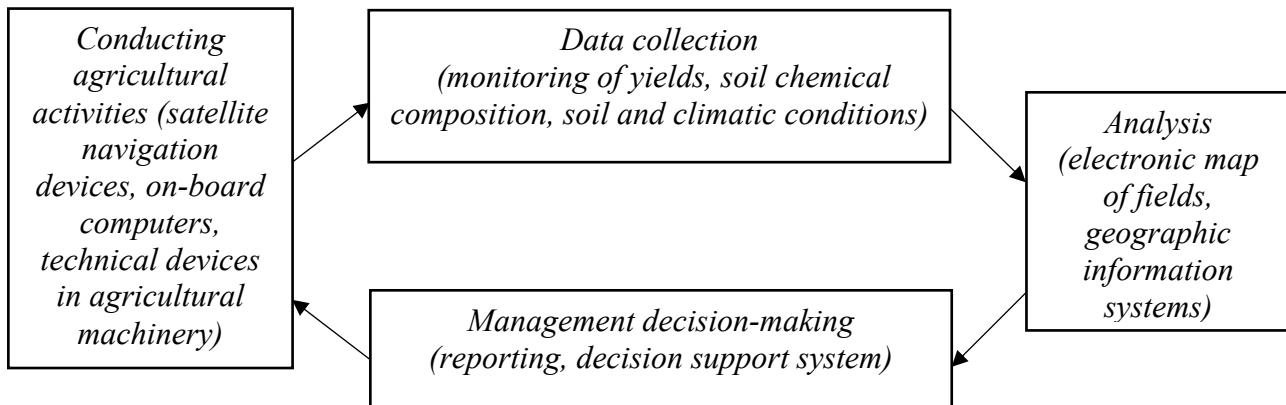 Conducting
agricultural
activities (satellite
navigation
devices, on-board
computers,
technical devices
in agricultural
machinery)
Data collection
(monitoring of yields, soil chemical
composition, soil and climatic conditions)
Analysis
(electronic map
of fields,
geographic
information
systems)
Management decision-making
(reporting, decision support system)